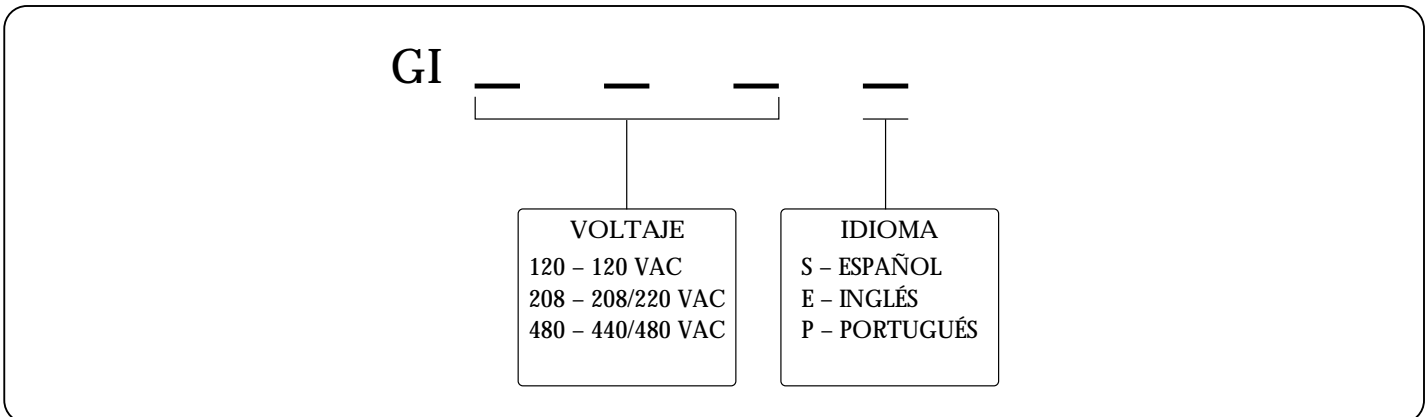 GI
VOLTAJE
120 – 120 VAC
208 – 208/220 VAC
480 – 440/480 VAC
IDIOMA
S – ESPAÑOL
E – INGLÉS
P – PORTUGUÉS